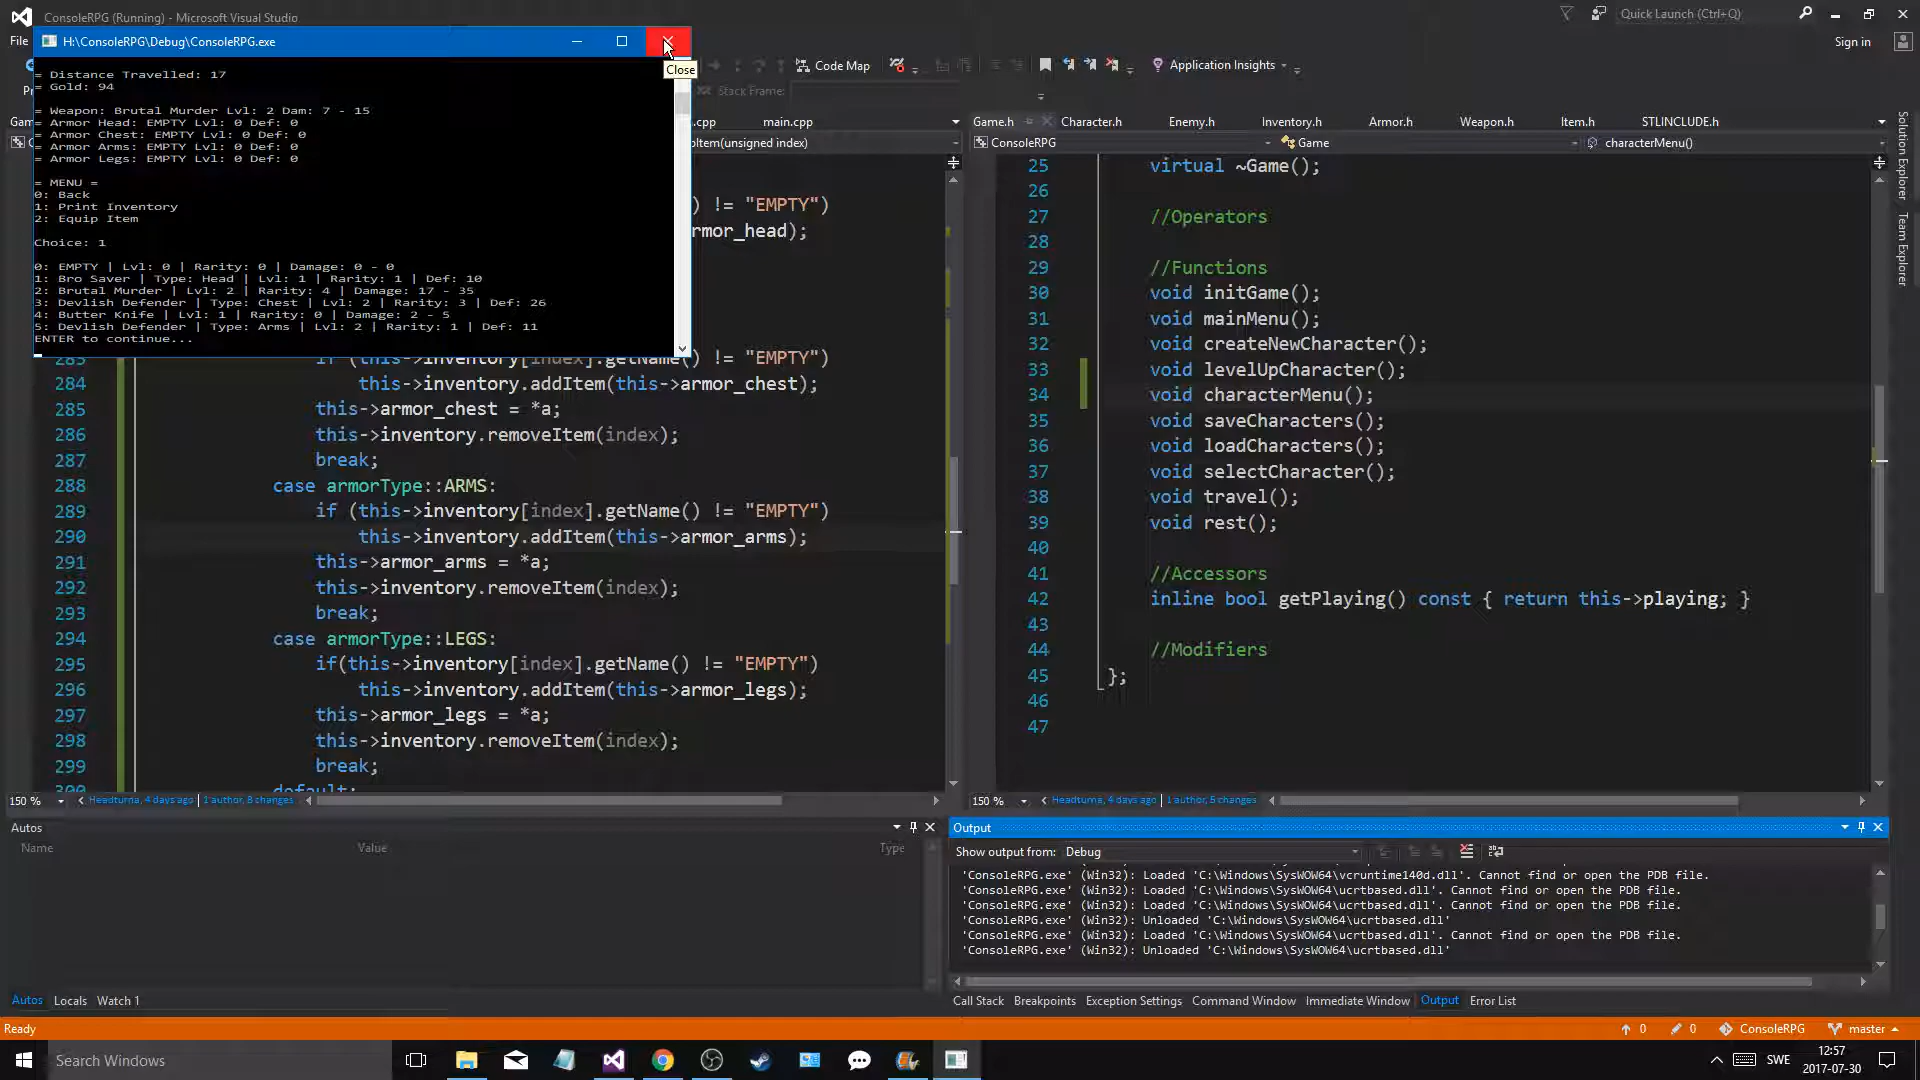 ConsoleRPG (Running) - Microsoft Visual Studio
Quick Launch (Ctrl+Q)
File
H:\ConsoleRPG\Debug\ConsoleRPG.exe
Sign in
Close
Code Map
Application Insights
Stack Frame:
= Distance Travelled: 17
= Gold: 94
= Weapon: Brutal Murder Lvl: 2 Dam: 7 - 15
= Armor Head: EMPTY Lvl: 0 Def: 0
= Armor Chest: EMPTY Lvl: 0 Def: 0
= Armor Arms: EMPTY Lvl: 0 Def: 0
= Armor Legs: EMPTY Lvl: 0 Def: 0
= MENU =
0: Back
1: Print Inventory
2: Equip Item
Choice: 1
0: EMPTY | Lvl: 0 | Rarity: 0 | Damage: 0 - 0
1: Bro Saver | Type: Head | Lvl: 1 | Rarity: 1 | Def: 10
2: Brutal Murder | Lvl: 2 | Rarity: 4 | Damage: 17 - 35
3: Devlish Defender | Type: Chest | Lvl: 2 | Rarity: 3 | Def: 26
4: Butter Knife | Lvl: 1 | Rarity: 0 | Damage: 2 - 5
5: Devlish Defender | Type: Arms | Lvl: 2 | Rarity: 1 | Def: 11
ENTER to continue...
.cpp main.cpp
Item(unsigned index)
) != "EMPTY")
rmor_head);
283 if (this->inventory[index].getName() != "EMPTY")
284 this->inventory.addItem(this->armor_chest);
285 this->armor_chest = *a;
286 this->inventory.removeItem(index);
287 break;
288 case armorType::ARMS:
289 if (this->inventory[index].getName() != "EMPTY")
290 this->inventory.addItem(this->armor_arms);
291 this->armor_arms = *a;
292 this->inventory.removeItem(index);
293 break;
294 case armorType::LEGS:
295 if(this->inventory[index].getName() != "EMPTY")
296 this->inventory.addItem(this->armor_legs);
297 this->armor_legs = *a;
298 this->inventory.removeItem(index);
299 break;
300 default:
150 % Headturna, 4 days ago | 1 author, 8 changes
Game.h Character.h Enemy.h Inventory.h Armor.h Weapon.h Item.h STLINCLUDE.h
ConsoleRPG Game characterMenu()
25 virtual ~Game();
26
27 //Operators
28
29 //Functions
30 void initGame();
31 void mainMenu();
32 void createNewCharacter();
33 void levelUpCharacter();
34 void characterMenu();
35 void saveCharacters();
36 void loadCharacters();
37 void selectCharacter();
38 void travel();
39 void rest();
40
41 //Accessors
42 inline bool getPlaying() const { return this->playing; }
43
44 //Modifiers
45 };
46
47
150 % Headturna, 4 days ago | 1 author, 5 changes
Solution Explorer
Team Explorer
Autos
Name Value Type
Autos Locals Watch 1
Output
Show output from: Debug
'ConsoleRPG.exe' (Win32): Loaded 'C:\Windows\SysWOW64\vcruntime140d.dll'. Cannot find or open the PDB file.
'ConsoleRPG.exe' (Win32): Loaded 'C:\Windows\SysWOW64\ucrtbased.dll'. Cannot find or open the PDB file.
'ConsoleRPG.exe' (Win32): Loaded 'C:\Windows\SysWOW64\ucrtbased.dll'. Cannot find or open the PDB file.
'ConsoleRPG.exe' (Win32): Unloaded 'C:\Windows\SysWOW64\ucrtbased.dll'
'ConsoleRPG.exe' (Win32): Loaded 'C:\Windows\SysWOW64\ucrtbased.dll'. Cannot find or open the PDB file.
'ConsoleRPG.exe' (Win32): Unloaded 'C:\Windows\SysWOW64\ucrtbased.dll'
Call Stack Breakpoints Exception Settings Command Window Immediate Window Output Error List
Ready
0 0 ConsoleRPG master
Search Windows
SWE
12:57
2017-07-30